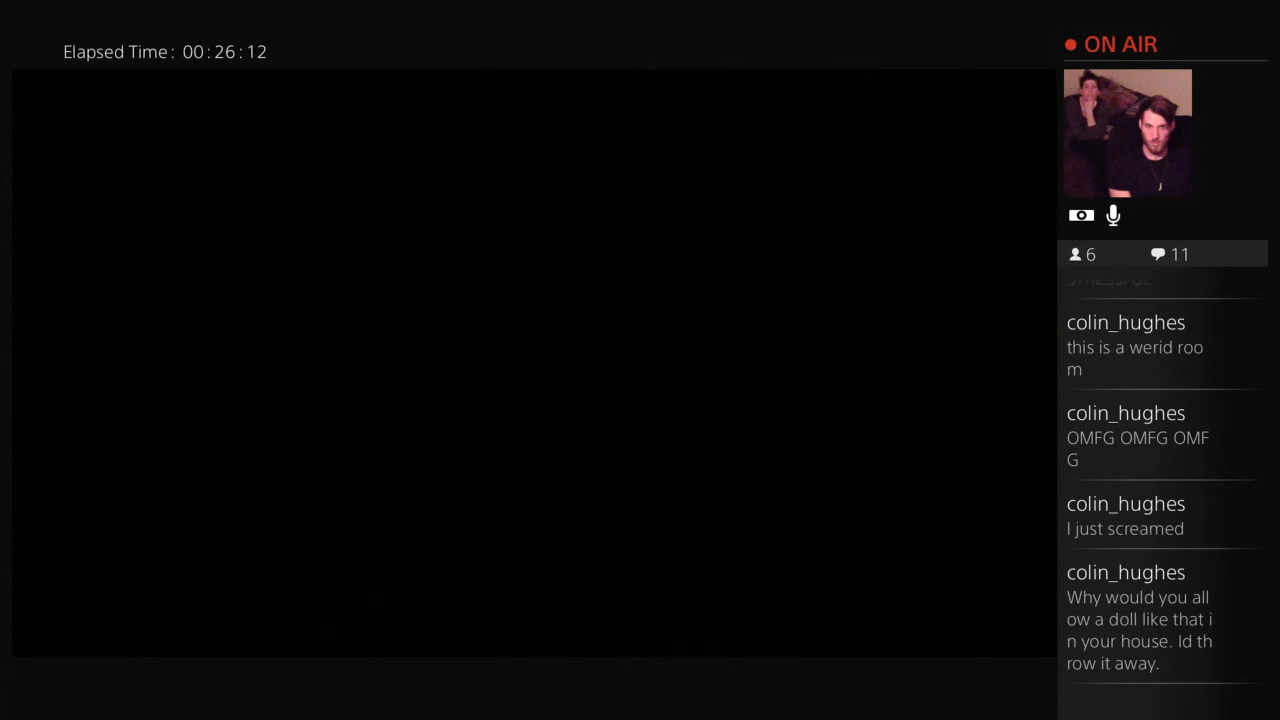 Elapsed Time: 00:26:12
ON AIR
6 11
colin_hughes
this is a werid roo
m
colin_hughes
OMFG OMFG OMF
G
colin_hughes
I just screamed
colin_hughes
Why would you all
ow a doll like that i
n your house. Id th
row it away.